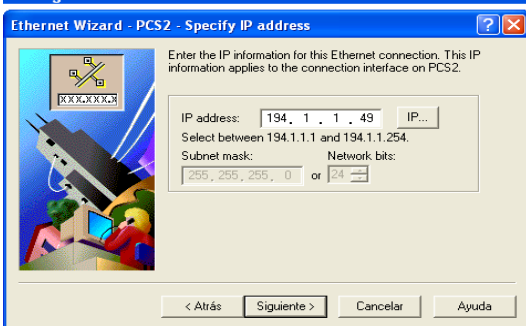 Ethernet Wizard - PCS2 - Specify IP address
XXX.XXX.X
Enter the IP information for this Ethernet connection. This IP
information applies to the connection interface on PCS2.
IP address: 194 . 1 . 1 . 49 IP...
Select between 194.1.1.1 and 194.1.1.254.
Subnet mask: Network bits:
255 . 255 . 255 . 0 or 24
< Atrás Siguiente > Cancelar Ayuda